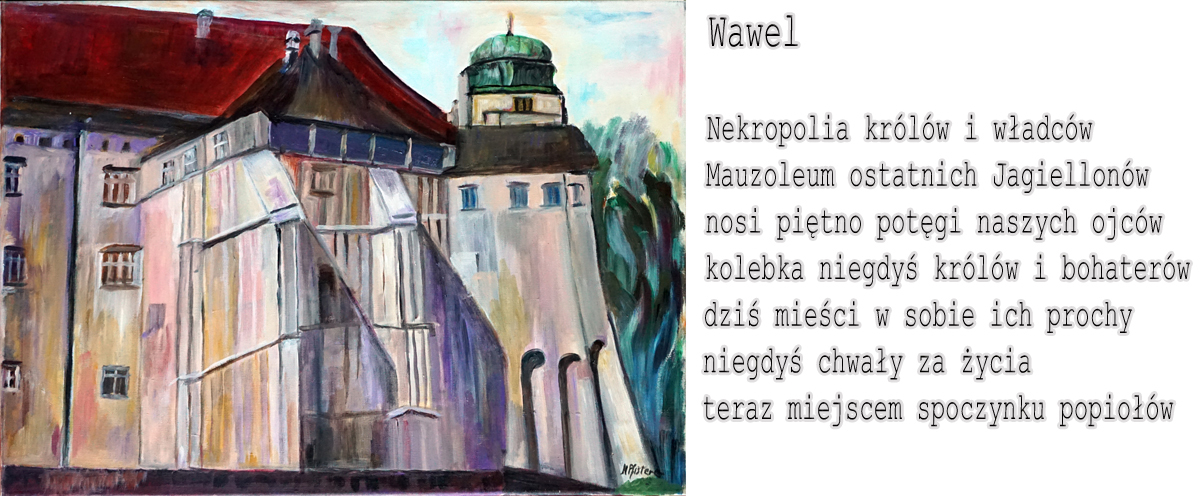 Wawel
Nekropolia królów i władców
Mauzoleum ostatnich Jagiellonów
nosi piętno potęgi naszych ojców
kolebka niegdyś królów i bohaterów
dziś mieści w sobie ich prochy
niegdyś chwały za życia
teraz miejscem spoczynku popiołów